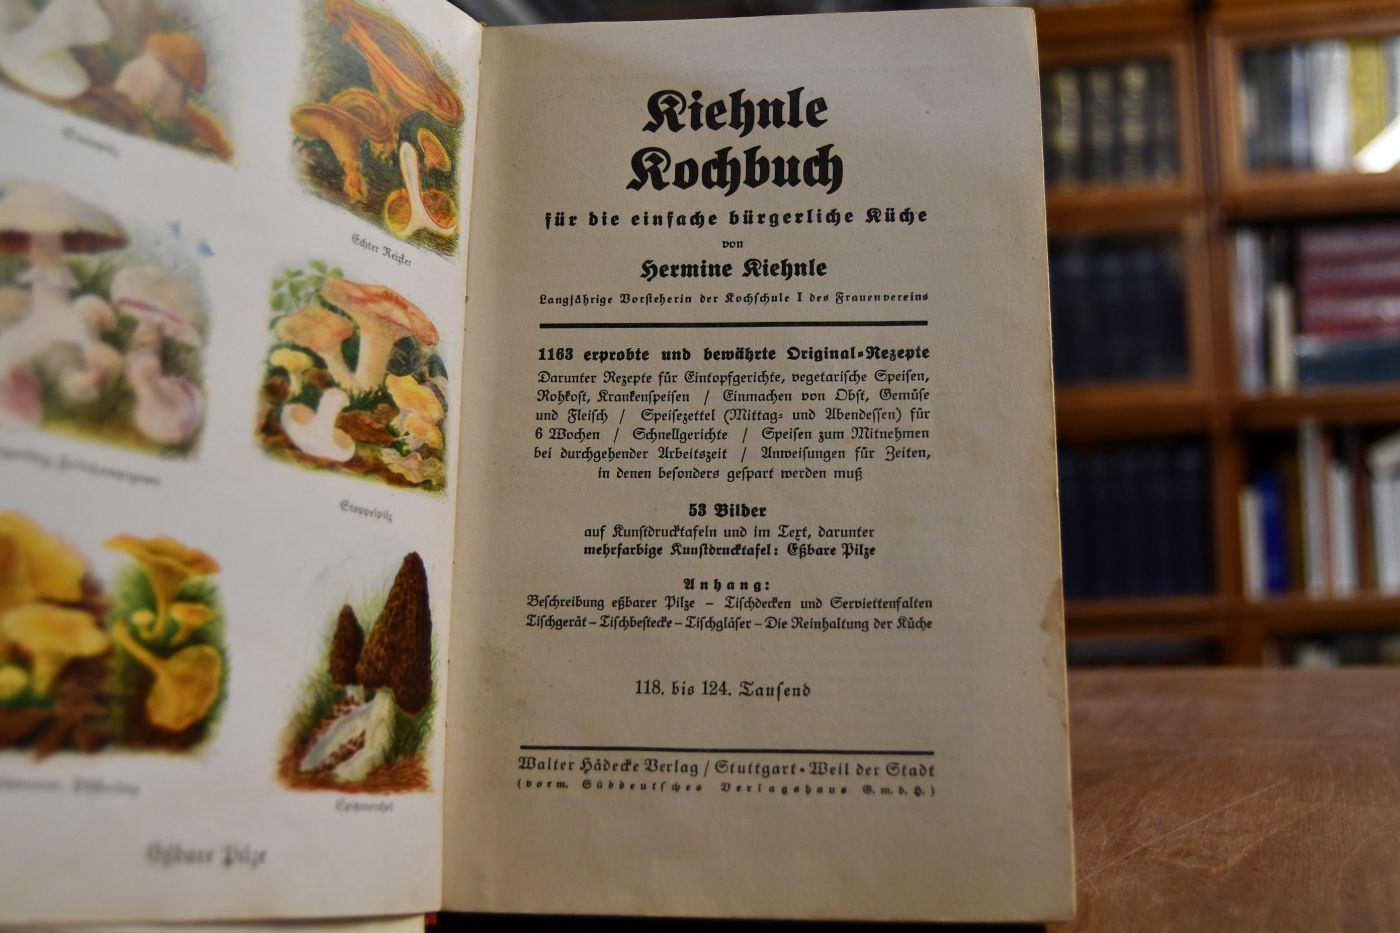 Steinpilz
Echter Reizker
Stoppelpilz
Spitzmorchel
Eßbare Pilze
Kiehnle
Kochbuch
für die einfache bürgerliche Küche
von
Hermine Kiehnle
Langjährige Vorsteherin der Kochschule I des Frauenvereins
1163 erprobte und bewährte Original-Rezepte
Darunter Rezepte für Eintopfgerichte, vegetarische Speisen,
Rohkost, Krankenspeisen / Einmachen von Obst, Gemüse
und Fleisch / Speisezettel (Mittag- und Abendessen) für
6 Wochen / Schnellgerichte / Speisen zum Mitnehmen
bei durchgehender Arbeitszeit / Anweisungen für Zeiten,
in denen besonders gespart werden muß
53 Bilder
auf Kunstdrucktafeln und im Text, darunter
mehrfarbige Kunstdrucktafel: Eßbare Pilze
Anhang:
Beschreibung eßbarer Pilze – Tischdecken und Serviettenfalten
Tischgerät – Tischbestecke – Tischgläser – Die Reinhaltung der Küche
118. bis 124. Tausend
Walter Hädecke Verlag / Stuttgart · Weil der Stadt
(vorm. Süddeutsches Verlagshaus G.m.b.H.)